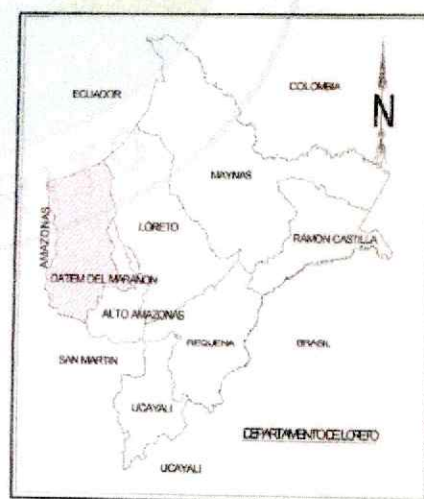 ECUADOR
COLOMBIA
N
MAYNAS
AMAZONAS
LORETO
RAMON CASTILLA
DATEM DEL MARAÑON
ALTO AMAZONAS
REQUENA
BRASIL
SAN MARTIN
UCAYALI
DEPARTAMENTO DE LORETO
UCAYALI